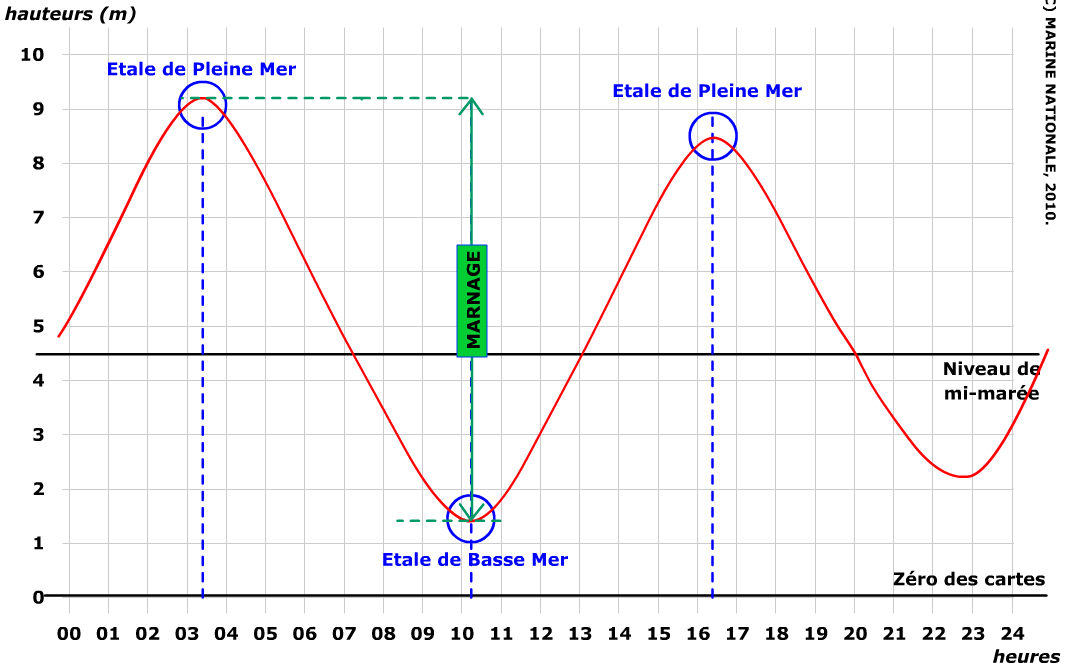 hauteurs (m)
C) MARINE NATIONALE, 2010.
10
Etale de Pleine Mer
Etale de Pleine Mer
9
8
7
6
MARNAGE
5
Niveau de
mi-marée
4
3
2
1
Etale de Basse Mer
Zéro des cartes
0
00 01 02 03 04 05 06 07 08 09 10 11 12 13 14 15 16 17 18 19 20 21 22 23 24
heures